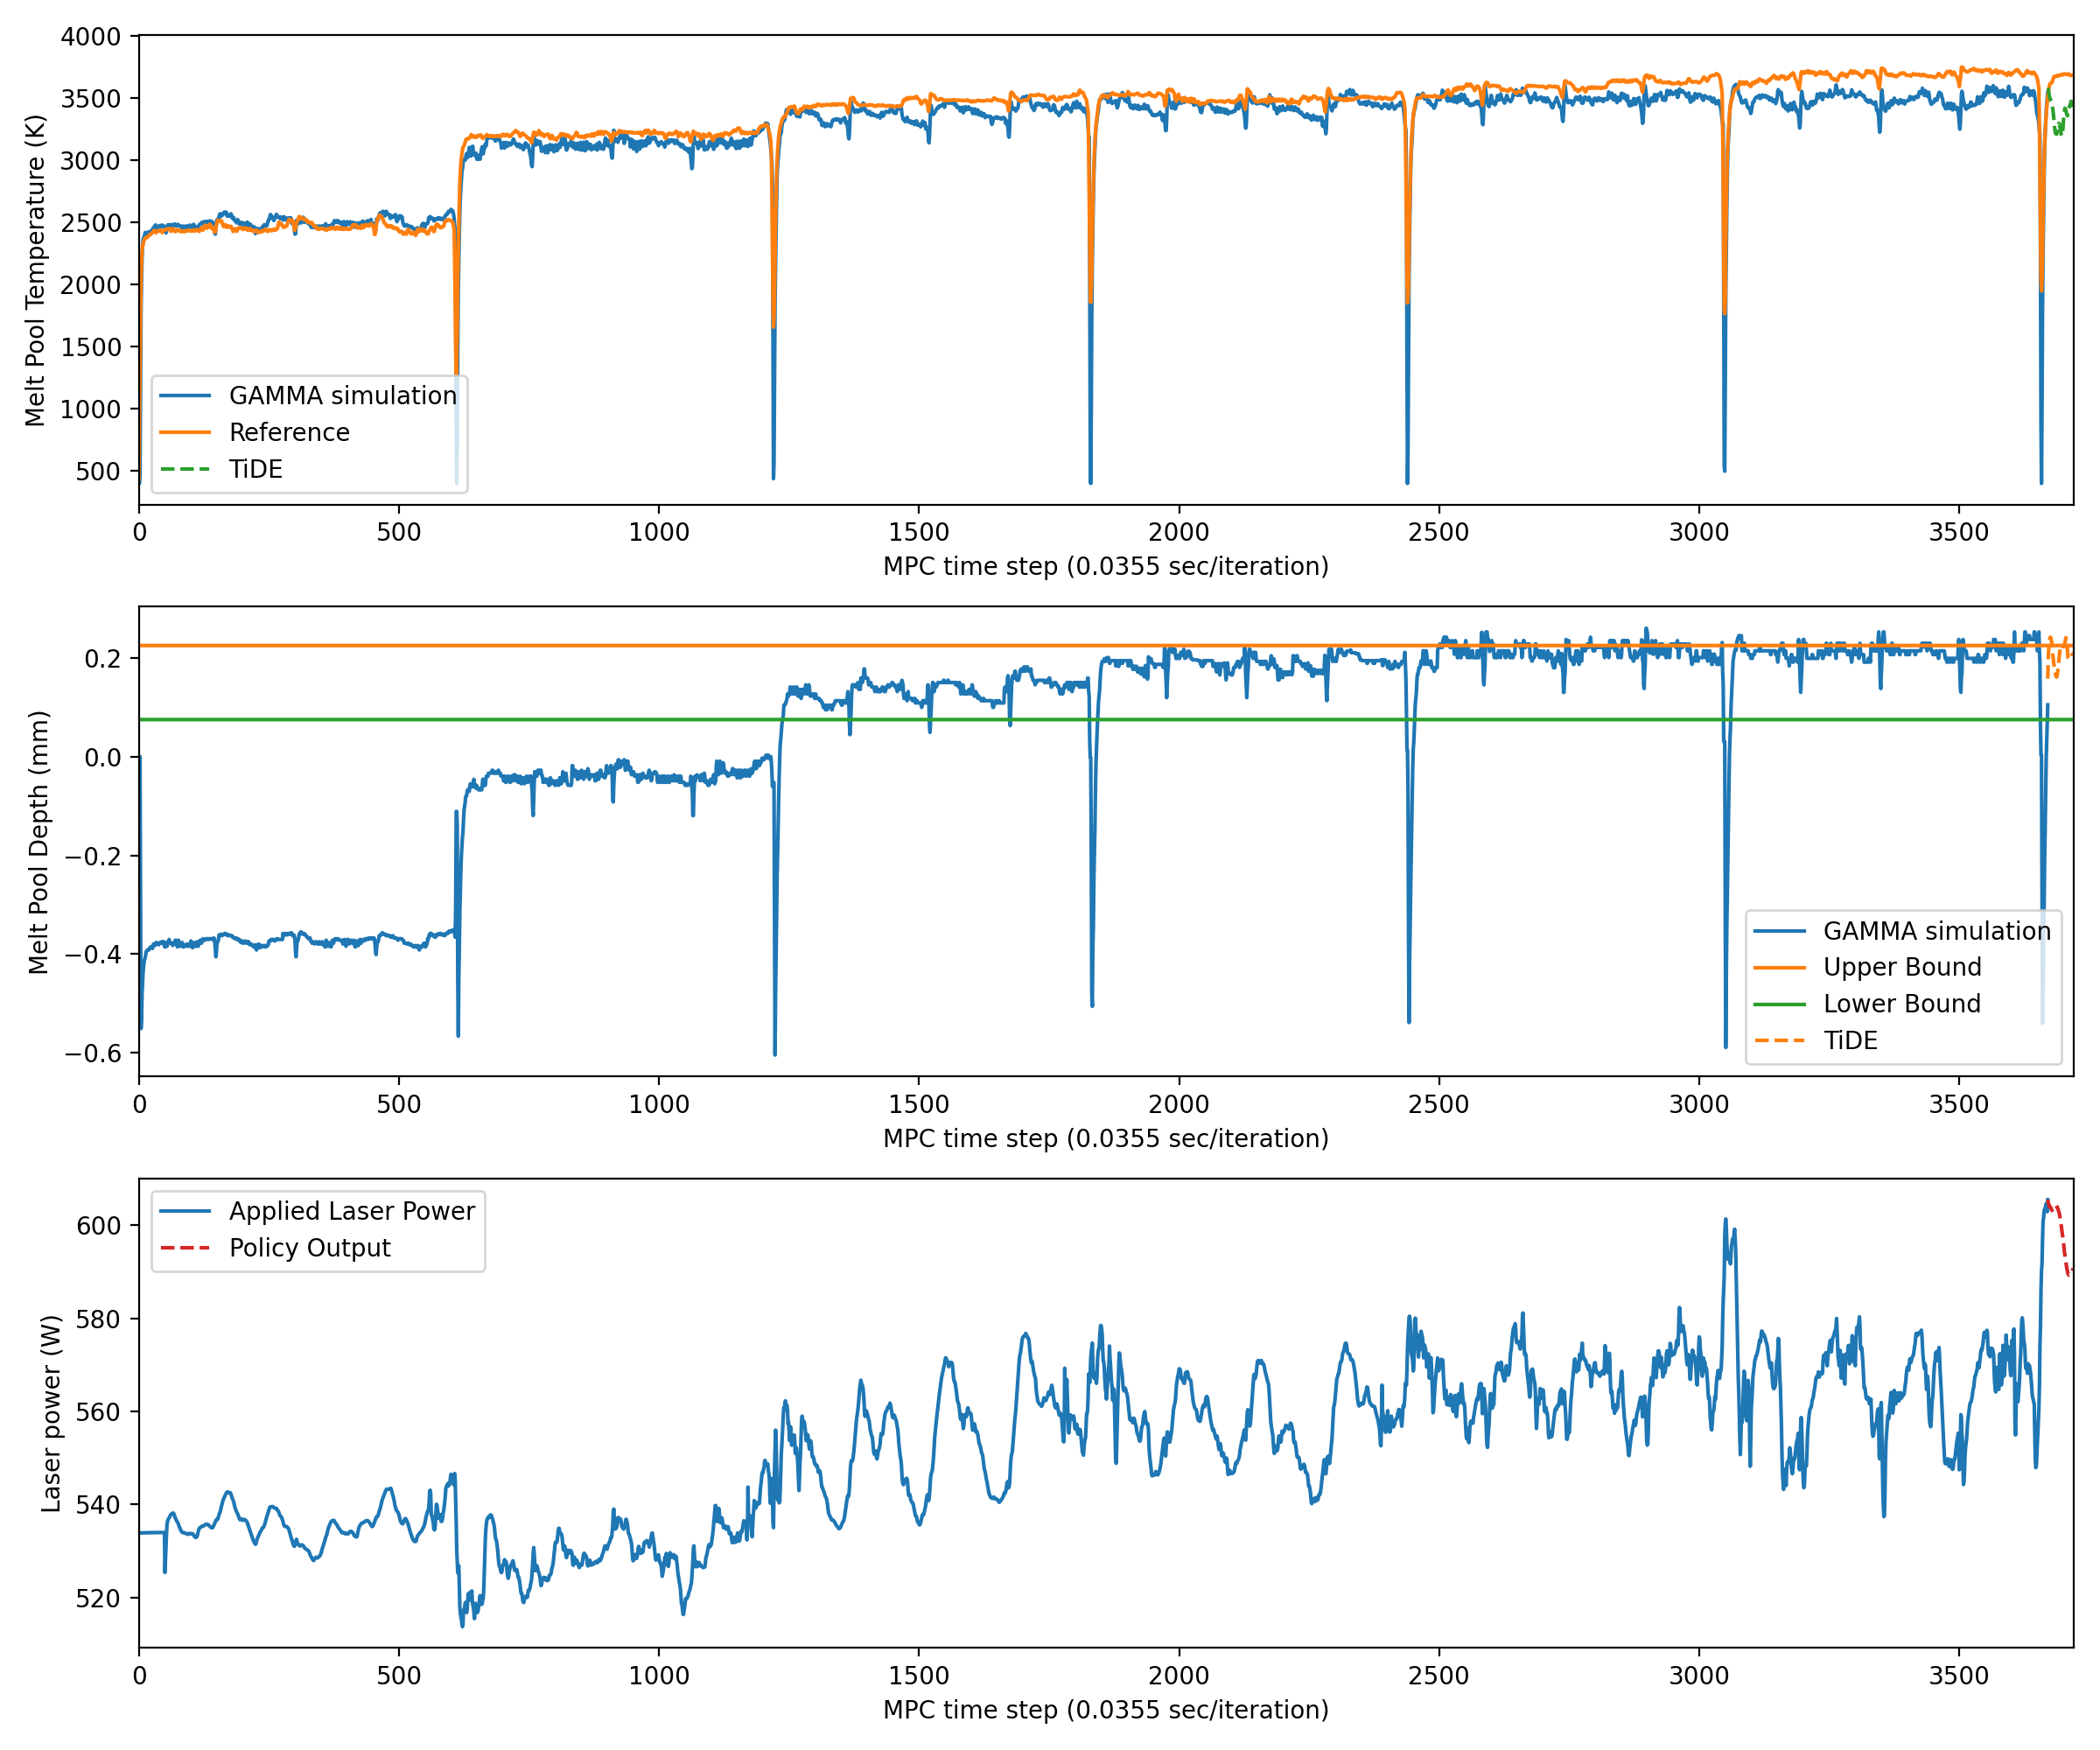 4000
3500
3000
2500
2000
1500
1000
500
Melt Pool Temperature (K)
GAMMA simulation
Reference
TiDE
0 500 1000 1500 2000 2500 3000 3500
MPC time step (0.0355 sec/iteration)
0.2
0.0
−0.2
−0.4
−0.6
Melt Pool Depth (mm)
GAMMA simulation
Upper Bound
Lower Bound
TiDE
0 500 1000 1500 2000 2500 3000 3500
MPC time step (0.0355 sec/iteration)
600
580
560
540
520
Laser power (W)
Applied Laser Power
Policy Output
0 500 1000 1500 2000 2500 3000 3500
MPC time step (0.0355 sec/iteration)